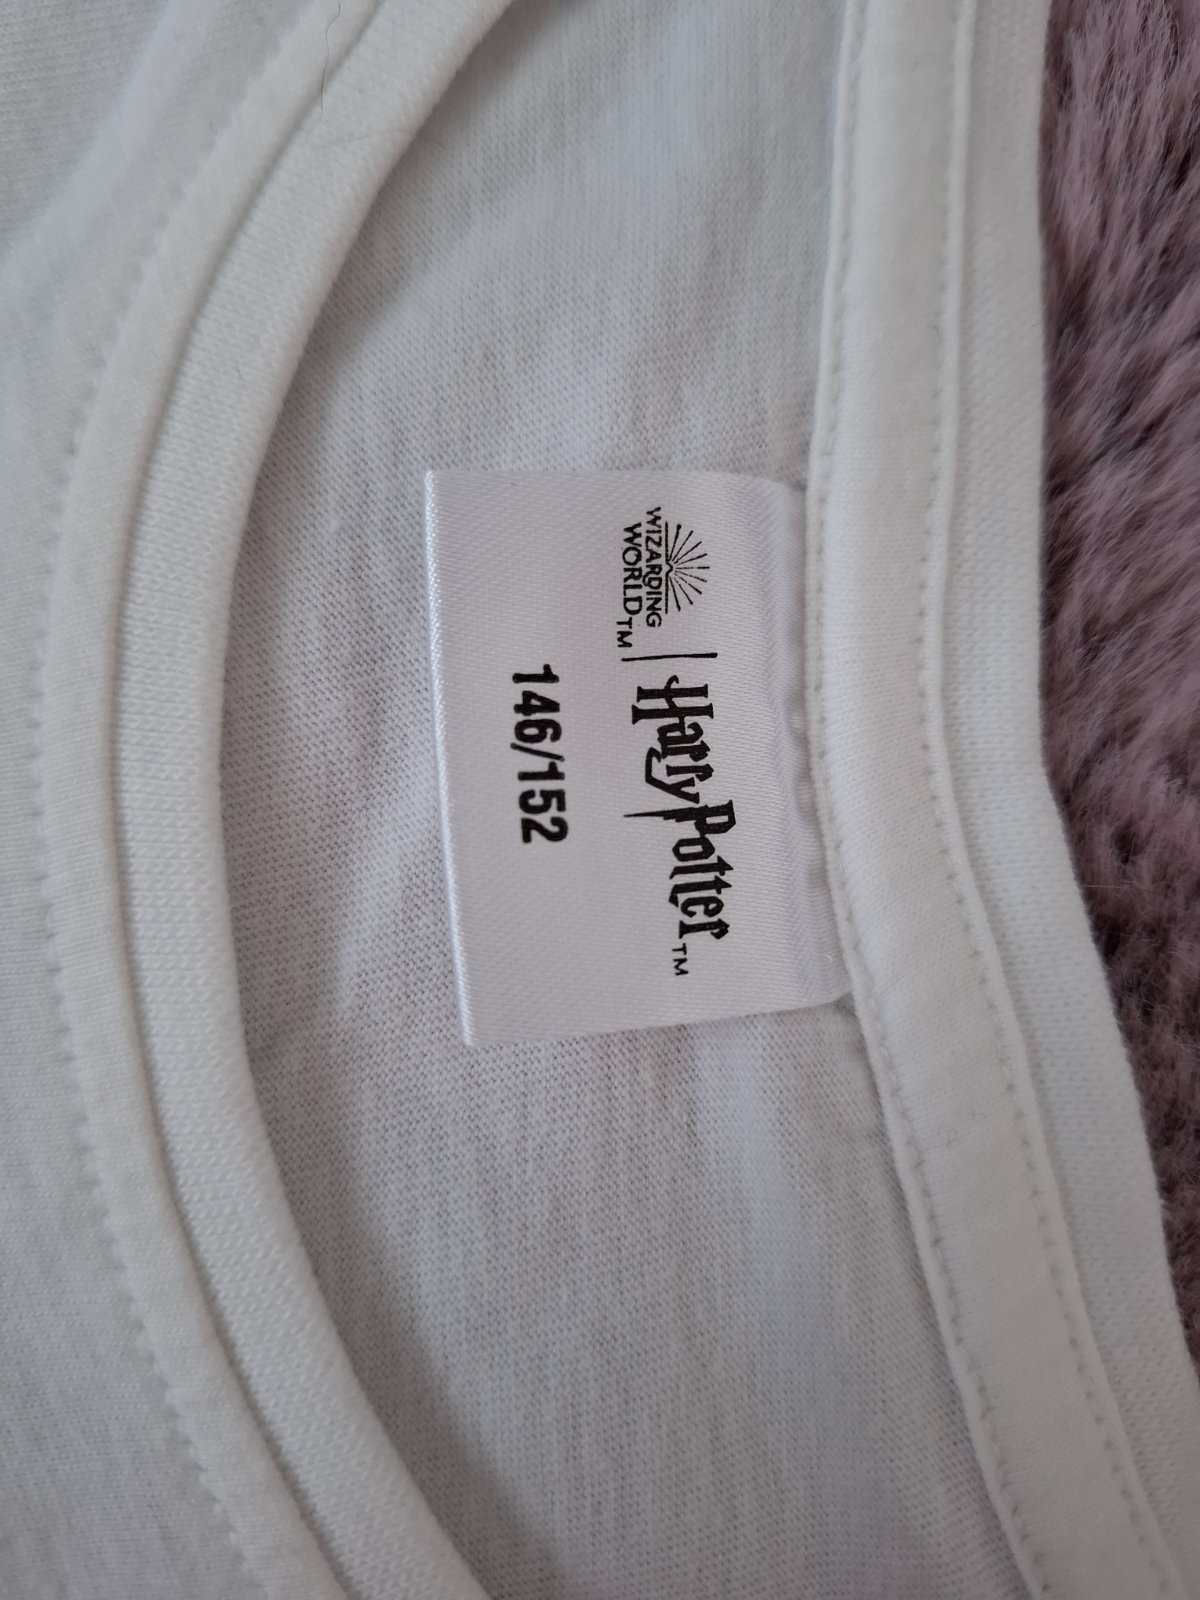 WIZARDING
WORLD™ | Harry Potter™
146/152